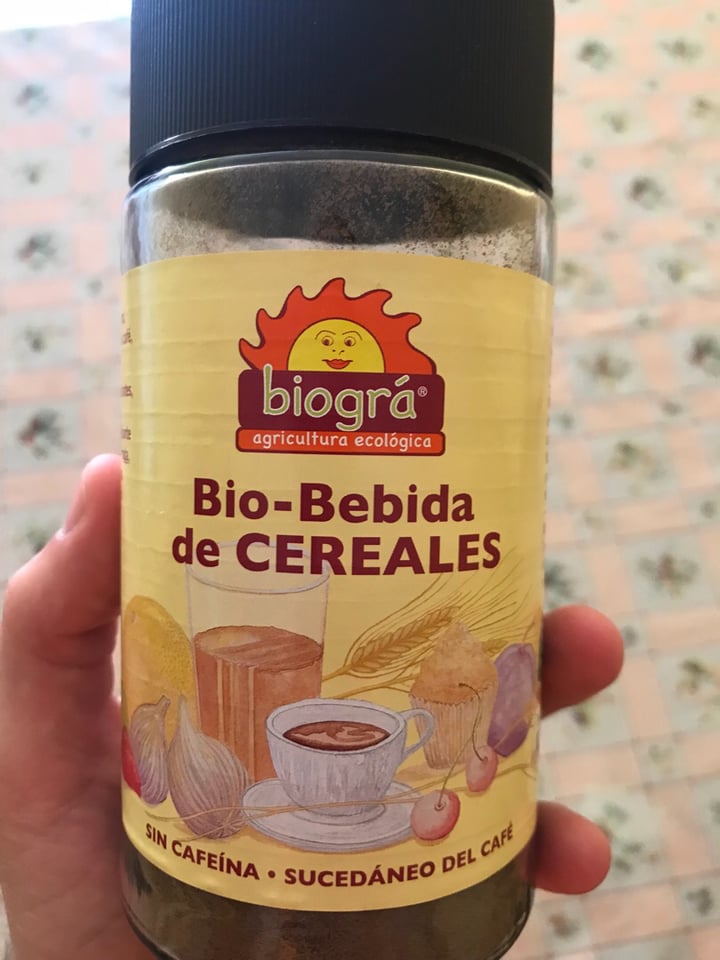 biográ®
agricultura ecológica
Bio-Bebida
de CEREALES
SIN CAFEÍNA • SUCEDÁNEO DEL CAFÉ